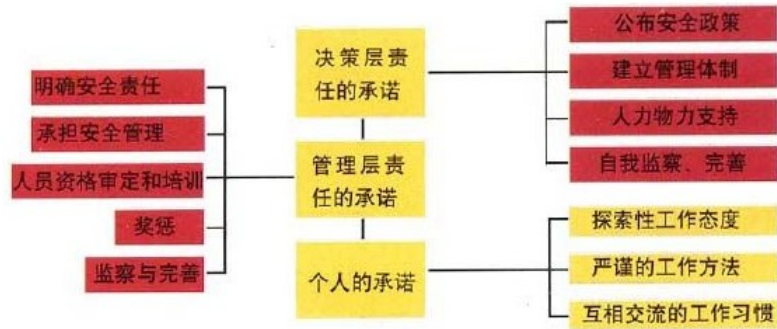 决策层责
任的承诺
公布安全政策
建立管理体制
人力物力支持
自我监察、完善
管理层责
任的承诺
明确安全责任
承担安全管理
人员资格审定和培训
奖惩
监察与完善
个人的承诺
探索性工作态度
严谨的工作方法
互相交流的工作习惯